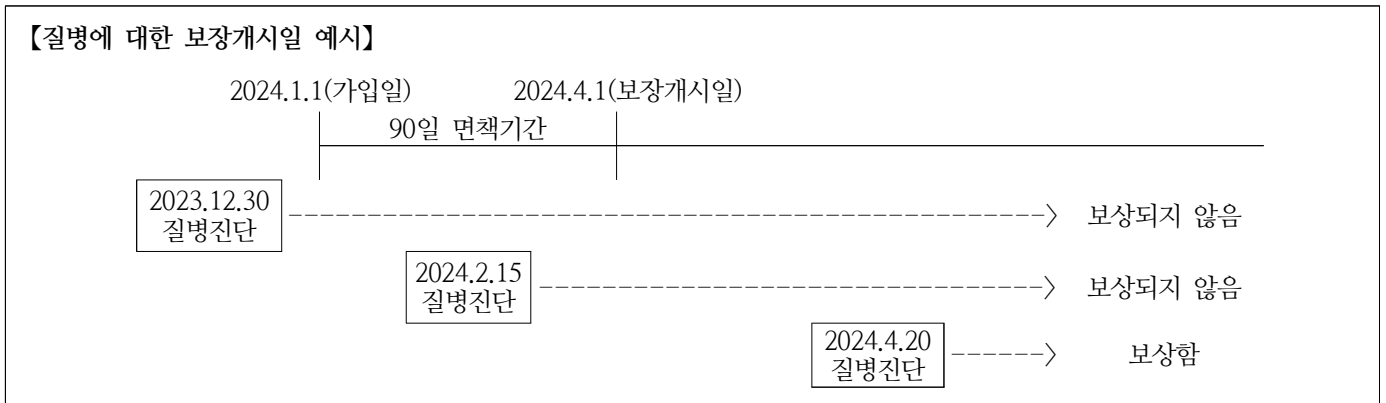 【질병에 대한 보장개시일 예시】
2024.1.1(가입일) 2024.4.1(보장개시일)
90일 면책기간
2023.12.30
질병진단
보상되지 않음
2024.2.15
질병진단
보상되지 않음
2024.4.20
질병진단
보상함